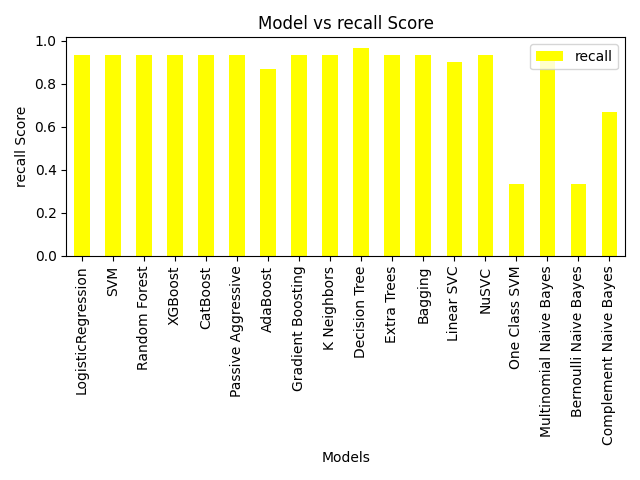 Model vs recall Score
recall
recall Score
1.0
0.8
0.6
0.4
0.2
0.0
LogisticRegression
SVM
Random Forest
XGBoost
CatBoost
Passive Aggressive
AdaBoost
Gradient Boosting
K Neighbors
Decision Tree
Extra Trees
Bagging
Linear SVC
NuSVC
One Class SVM
Multinomial Naive Bayes
Bernoulli Naive Bayes
Complement Naive Bayes
Models